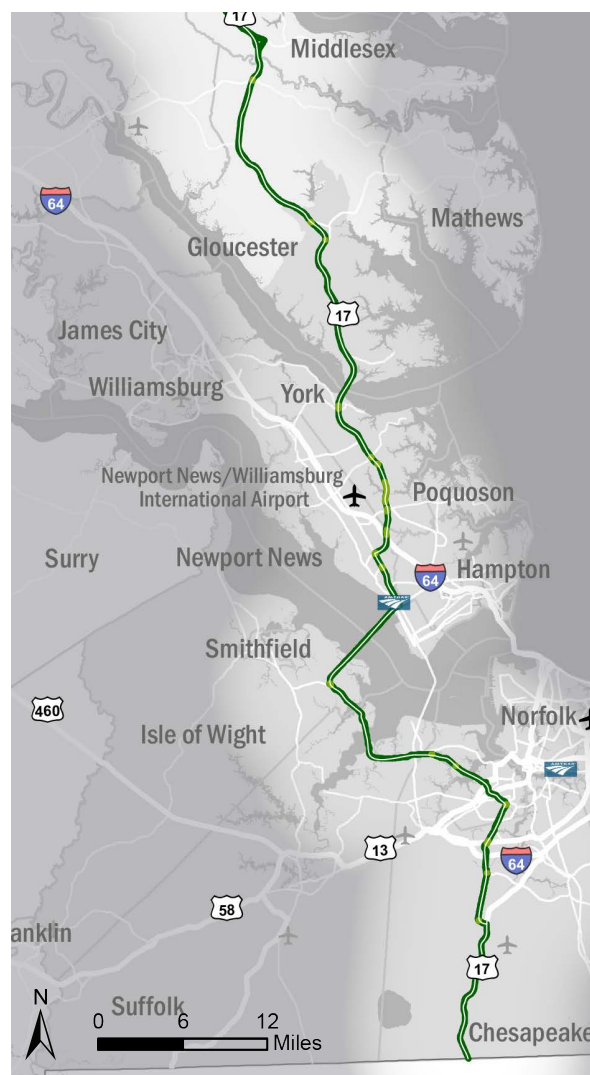 17
Middlesex
64
Mathews
Gloucester
17
James City
Williamsburg
York
Newport News/Williamsburg
International Airport
Poquoson
Surry
Newport News
64
Hampton
AMTRAK
Smithfield
460
Norfolk
Isle of Wight
AMTRAK
13
64
58
anklin
17
N
0 6 12
Miles
Suffolk
Chesapeake